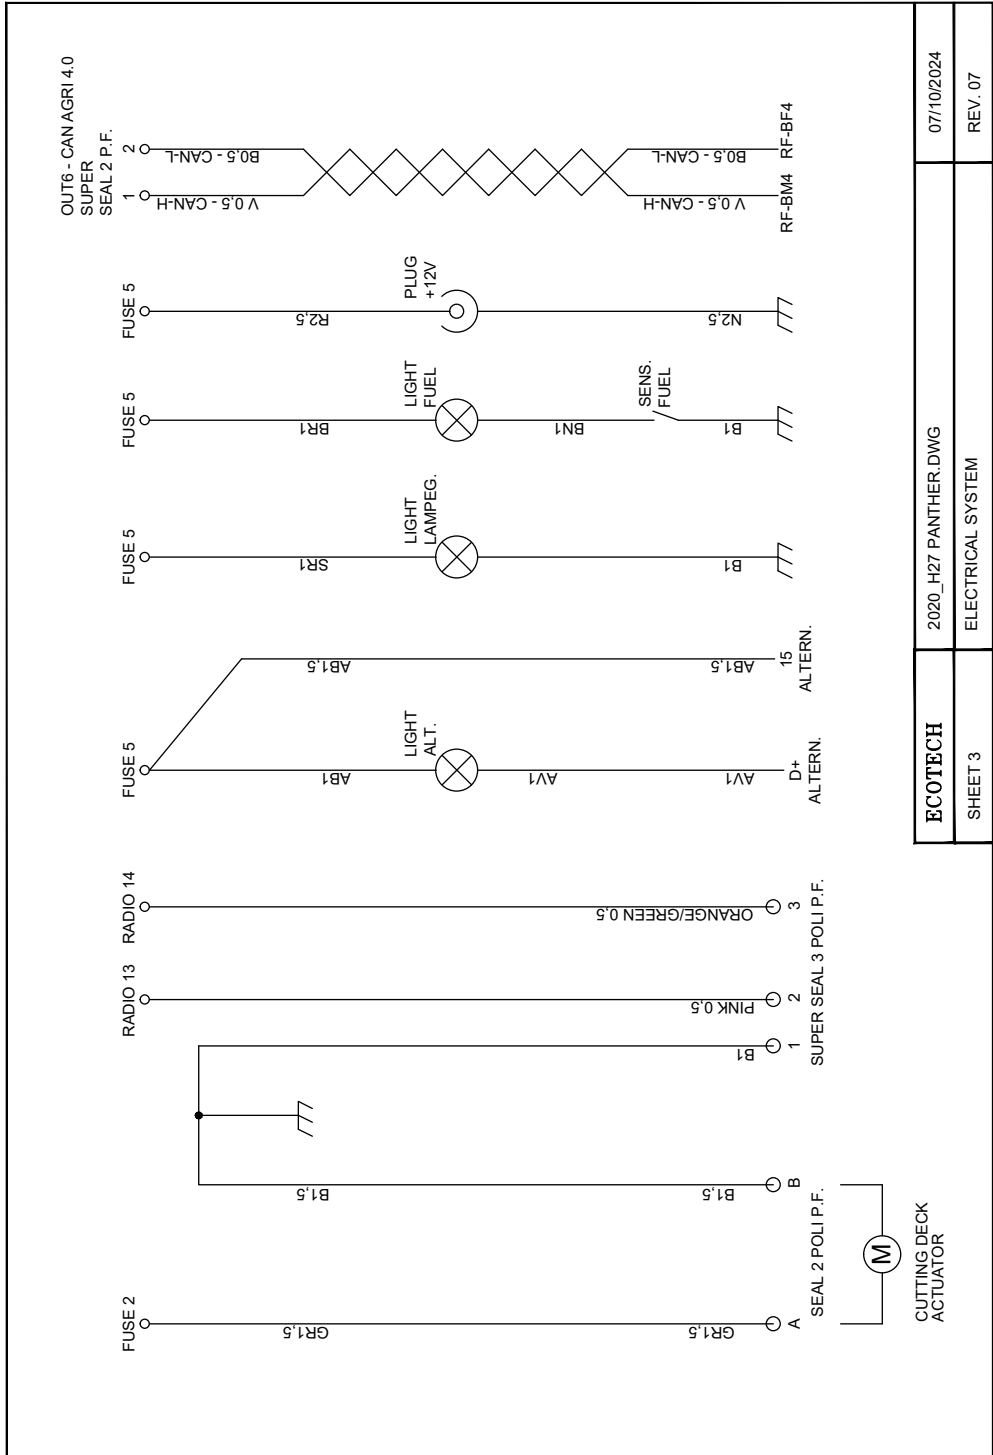 FUSE 2
GR1,5
GR1,5
A
SEAL 2 POLI P.F.
M
CUTTING DECK
ACTUATOR
B1,5
B1,5
B
B1
1
RADIO 13
PINK 0,5
2
SUPER SEAL 3 POLI P.F.
RADIO 14
ORANGE/GREEN 0,5
3
FUSE 5
AB1
LIGHT
ALT.
AV1
AV1
D+
ALTERN.
AB1,5
AB1,5
15
ALTERN.
FUSE 5
SR1
LIGHT
LAMPEG.
B1
FUSE 5
BR1
LIGHT
FUEL
BN1
SENS.
FUEL
B1
FUSE 5
R2,5
PLUG
+12V
N2,5
OUT6 - CAN AGRI 4.0
SUPER
SEAL 2 P.F.
1
2
V 0,5 - CAN-H
B0,5 - CAN-L
V 0,5 - CAN-H
B0,5 - CAN-L
RF-BM4
RF-BF4
ECOTECH
2020_H27 PANTHER.DWG
07/10/2024
SHEET 3
ELECTRICAL SYSTEM
REV. 07